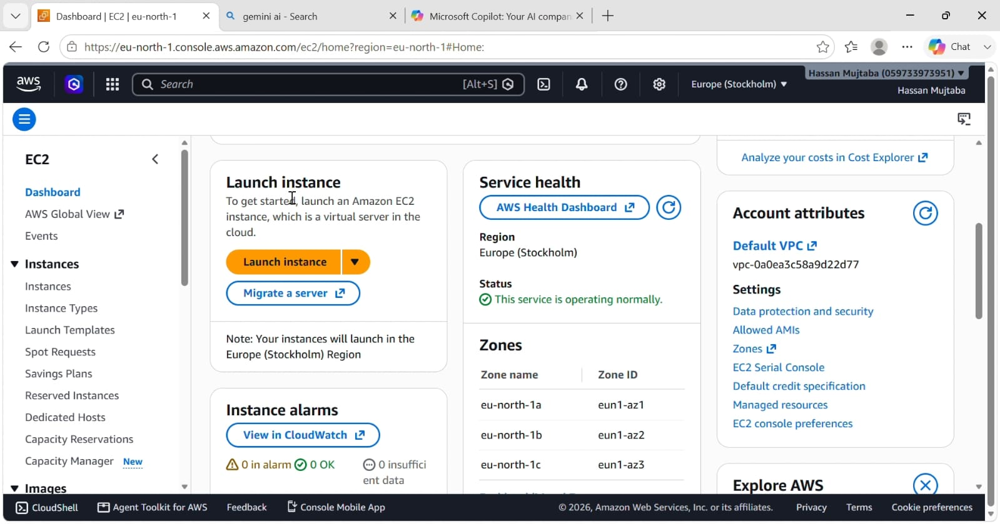 Dashboard | EC2 | eu-north-1
gemini ai - Search
Microsoft Copilot: Your AI compan
https://eu-north-1.console.aws.amazon.com/ec2/home?region=eu-north-1#Home:
Chat
aws
Search
[Alt+S]
Europe (Stockholm)
Hassan Mujtaba (059733973951)
Hassan Mujtaba
EC2
Dashboard
AWS Global View
Events
Instances
Instances
Instance Types
Launch Templates
Spot Requests
Savings Plans
Reserved Instances
Dedicated Hosts
Capacity Reservations
Capacity Manager New
Images
Launch instance
To get started, launch an Amazon EC2
instance, which is a virtual server in the
cloud.
Launch instance
Migrate a server
Note: Your instances will launch in the
Europe (Stockholm) Region
Instance alarms
View in CloudWatch
0 in alarm 0 OK 0 insuffici
ent data
Service health
AWS Health Dashboard
Region
Europe (Stockholm)
Status
This service is operating normally.
Zones
Zone name Zone ID
eu-north-1a eun1-az1
eu-north-1b eun1-az2
eu-north-1c eun1-az3
Analyze your costs in Cost Explorer
Account attributes
Default VPC
vpc-0a0ea3c58a9d22d77
Settings
Data protection and security
Allowed AMIs
Zones
EC2 Serial Console
Default credit specification
Managed resources
EC2 console preferences
Explore AWS
CloudShell
Agent Toolkit for AWS
Feedback
Console Mobile App
© 2026, Amazon Web Services, Inc. or its affiliates.
Privacy
Terms
Cookie preferences